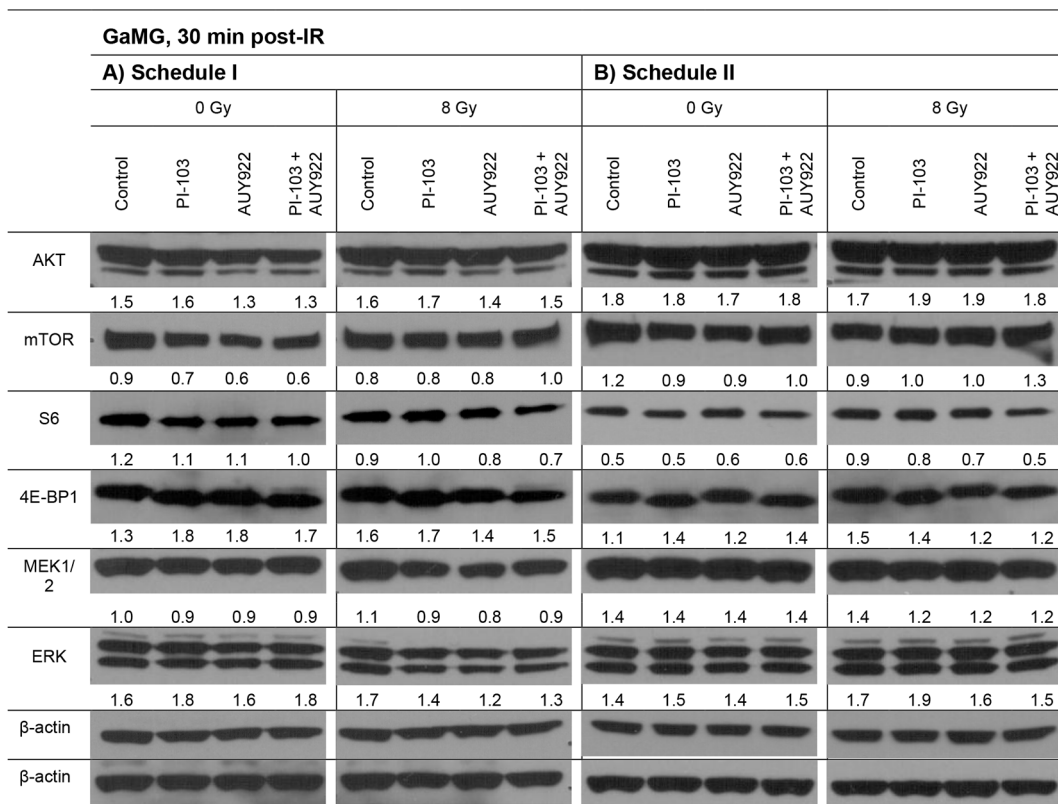 GaMG, 30 min post-IR
A) Schedule I B) Schedule II
0 Gy 8 Gy 0 Gy 8 Gy
Control PI-103 AUY922 PI-103 + AUY922 Control PI-103 AUY922 PI-103 + AUY922 Control PI-103 AUY922 PI-103 + AUY922 Control PI-103 AUY922 PI-103 + AUY922
AKT
1.5 1.6 1.3 1.3 1.6 1.7 1.4 1.5 1.8 1.8 1.7 1.8 1.7 1.9 1.9 1.8
mTOR
0.9 0.7 0.6 0.6 0.8 0.8 0.8 1.0 1.2 0.9 0.9 1.0 0.9 1.0 1.0 1.3
S6
1.2 1.1 1.1 1.0 0.9 1.0 0.8 0.7 0.5 0.5 0.6 0.6 0.9 0.8 0.7 0.5
4E-BP1
1.3 1.8 1.8 1.7 1.6 1.7 1.4 1.5 1.1 1.4 1.2 1.4 1.5 1.4 1.2 1.2
MEK1/
2
1.0 0.9 0.9 0.9 1.1 0.9 0.8 0.9 1.4 1.4 1.4 1.4 1.4 1.2 1.2 1.2
ERK
1.6 1.8 1.6 1.8 1.7 1.4 1.2 1.3 1.4 1.5 1.4 1.5 1.7 1.9 1.6 1.5
β-actin
β-actin